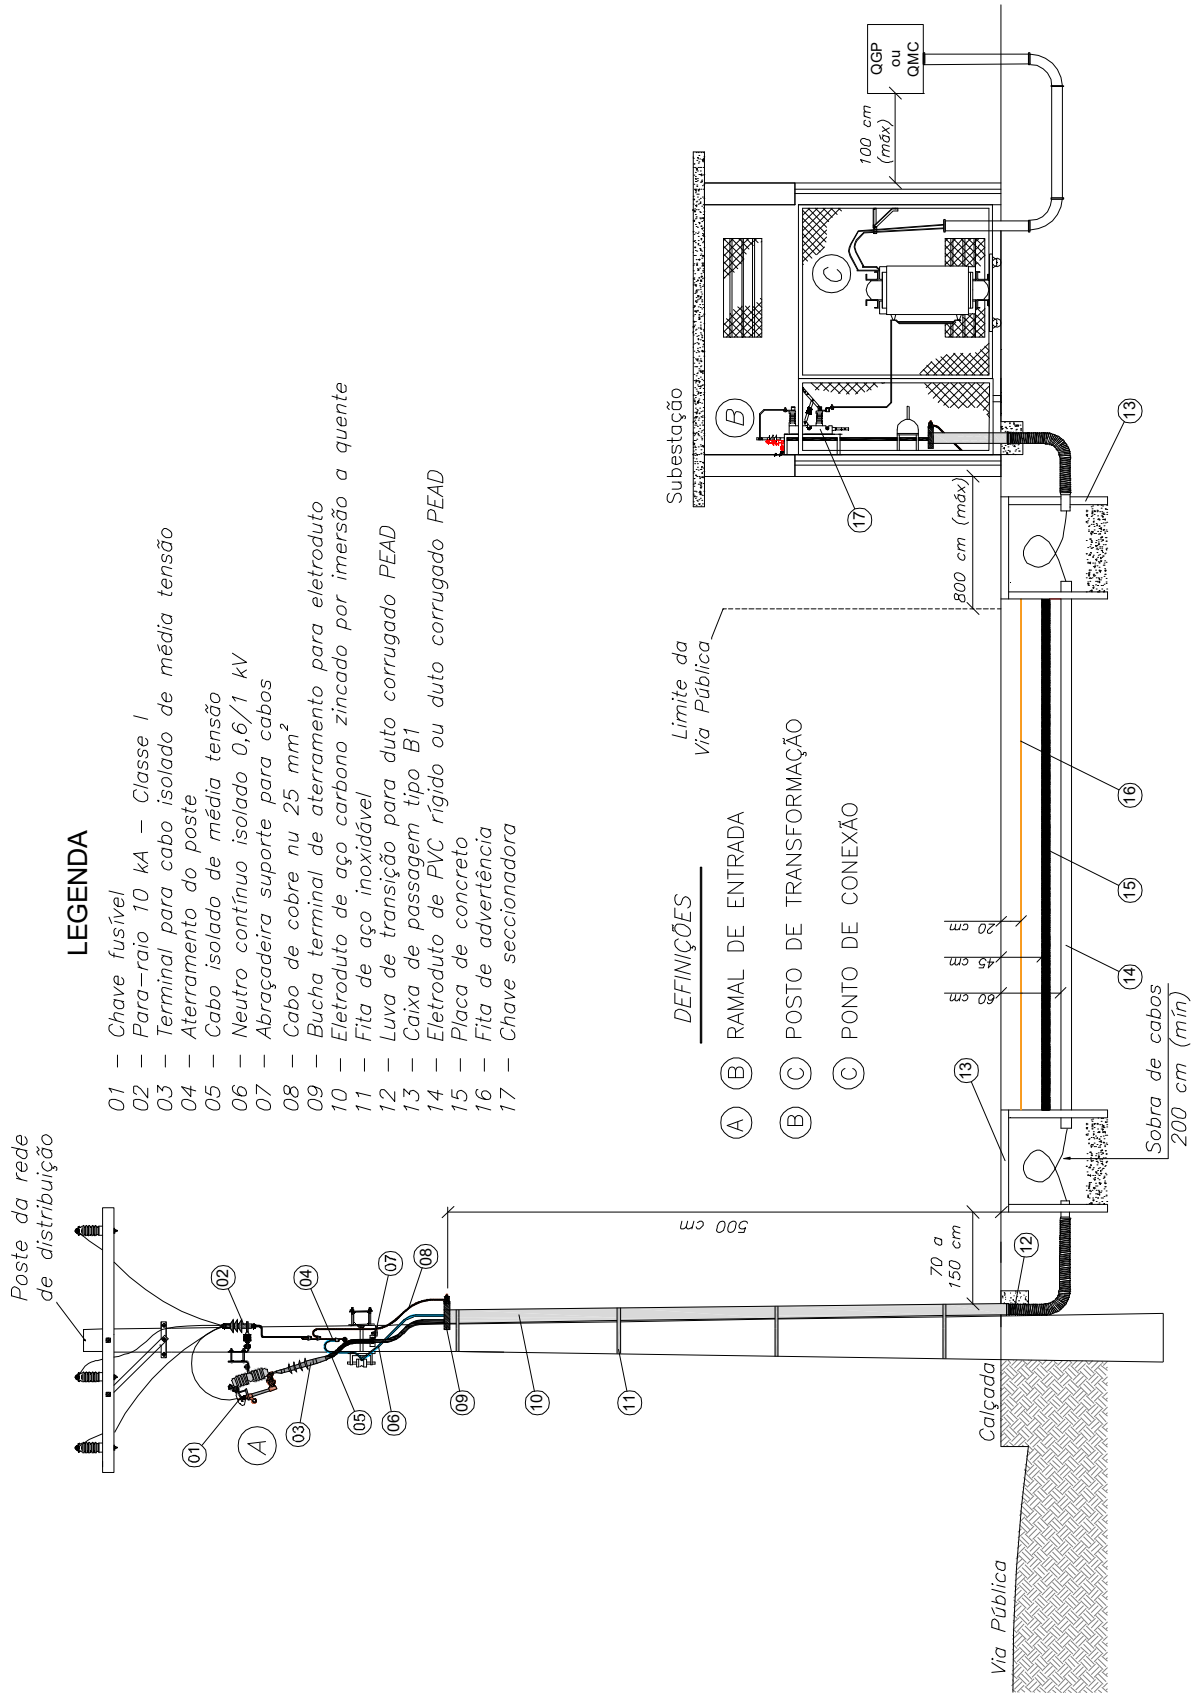 Poste da rede
de distribuição
LEGENDA
01 – Chave fusível
02 – Para–raio 10 kA – Classe I
03 – Terminal para cabo isolado de média tensão
04 – Aterramento do poste
05 – Cabo isolado de média tensão
06 – Neutro contínuo isolado 0,6/1 kV
07 – Abraçadeira suporte para cabos
08 – Cabo de cobre nu 25 mm²
09 – Bucha terminal de aterramento para eletroduto
10 – Eletroduto de aço carbono zincado por imersão a quente
11 – Fita de aço inoxidável
12 – Luva de transição para duto corrugado PEAD
13 – Caixa de passagem tipo B1
14 – Eletroduto de PVC rígido ou duto corrugado PEAD
15 – Placa de concreto
16 – Fita de advertência
17 – Chave seccionadora
01
02
A
03
04
05
06
07
08
09
10
11
12
500 cm
70 a
150 cm
Calçada
Via Pública
DEFINIÇÕES
A B RAMAL DE ENTRADA
B C POSTO DE TRANSFORMAÇÃO
C PONTO DE CONEXÃO
Limite da
Via Pública
Subestação
B
C
17
800 cm (máx)
100 cm
(máx)
QGP
ou
QMC
13
20 cm
45 cm
60 cm
14
15
16
13
Sobra de cabos
200 cm (mín)